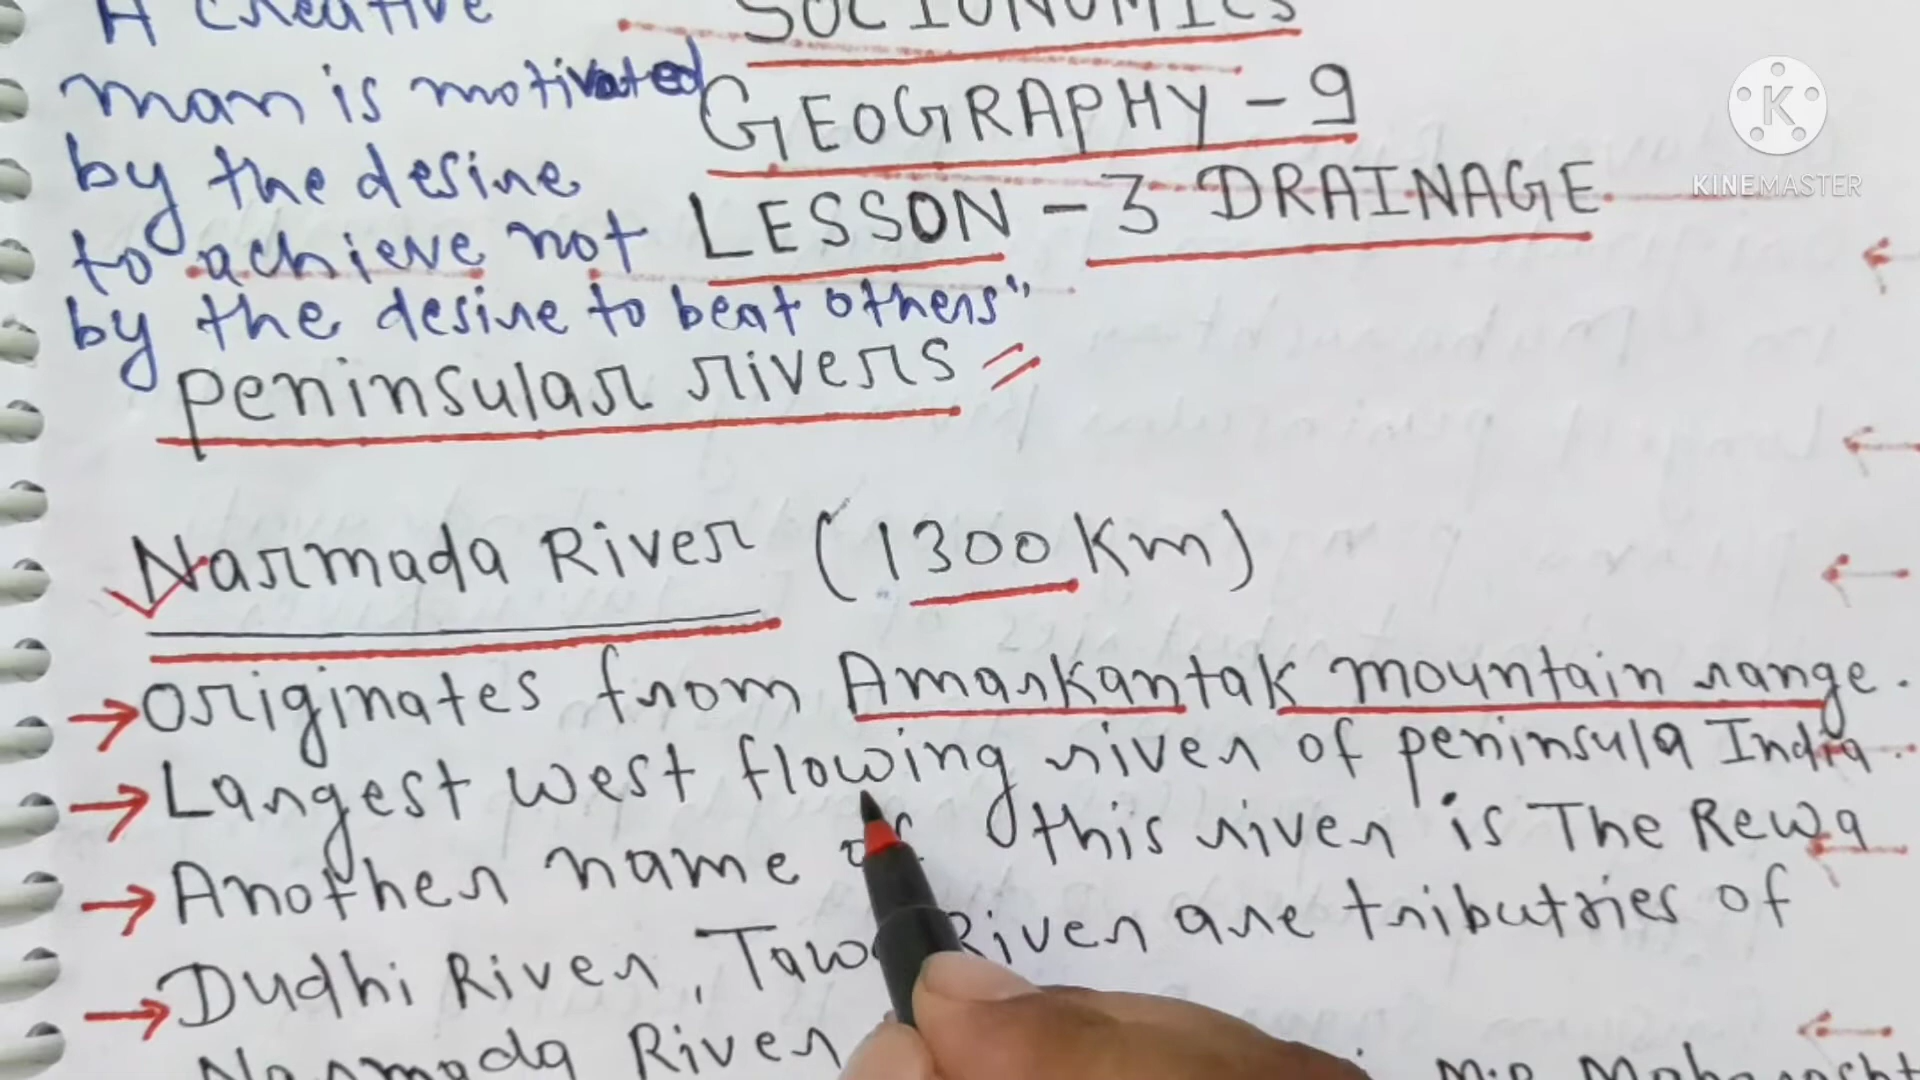 A creative
man is motivated
by the desire
to achieve not
by the desire to beat others"
SOCIONOMICS
GEOGRAPHY - 9
LESSON - 3 DRAINAGE
Peninsular rivers
Narmada River (1300 Km)
→ Originates from Amarkantak mountain range.
→ Largest west flowing river of peninsula India.
→ Another name of this river is The Rewa
→ Dudhi River, Tawa River are tributries of
Narmada River
M.P. Maharasht
K
KINEMASTER